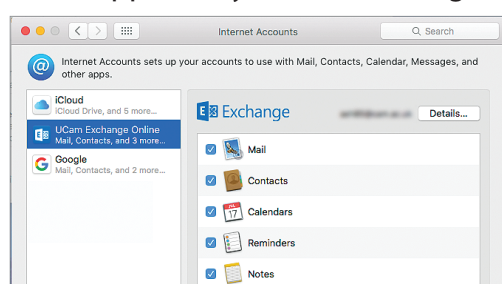 Internet Accounts
Search
Internet Accounts sets up your accounts to use with Mail, Contacts, Calendar, Messages, and
other apps.
iCloud
iCloud Drive, and 5 more...
UCam Exchange Online
Mail, Contacts, and 3 more...
Google
Mail, Contacts, and 2 more...
Exchange
Details...
Mail
Contacts
Calendars
Reminders
Notes